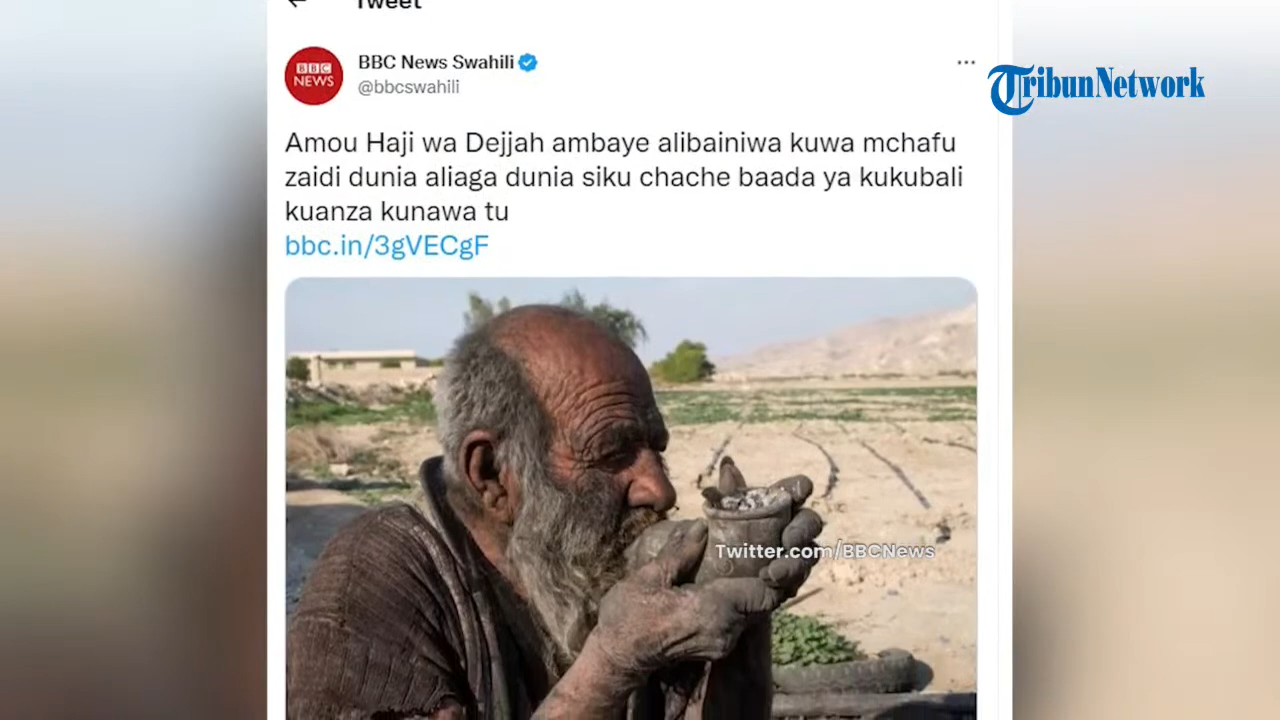 Tweet
BBC News Swahili
BBC
NEWS
@bbcswahili
TribunNetwork
Amou Haji wa Dejjah ambaye alibainiwa kuwa mchafu
zaidi dunia aliaga dunia siku chache baada ya kukubali
kuanza kunawa tu
bbc.in/3gVECgF
Twitter.com/BBCNews